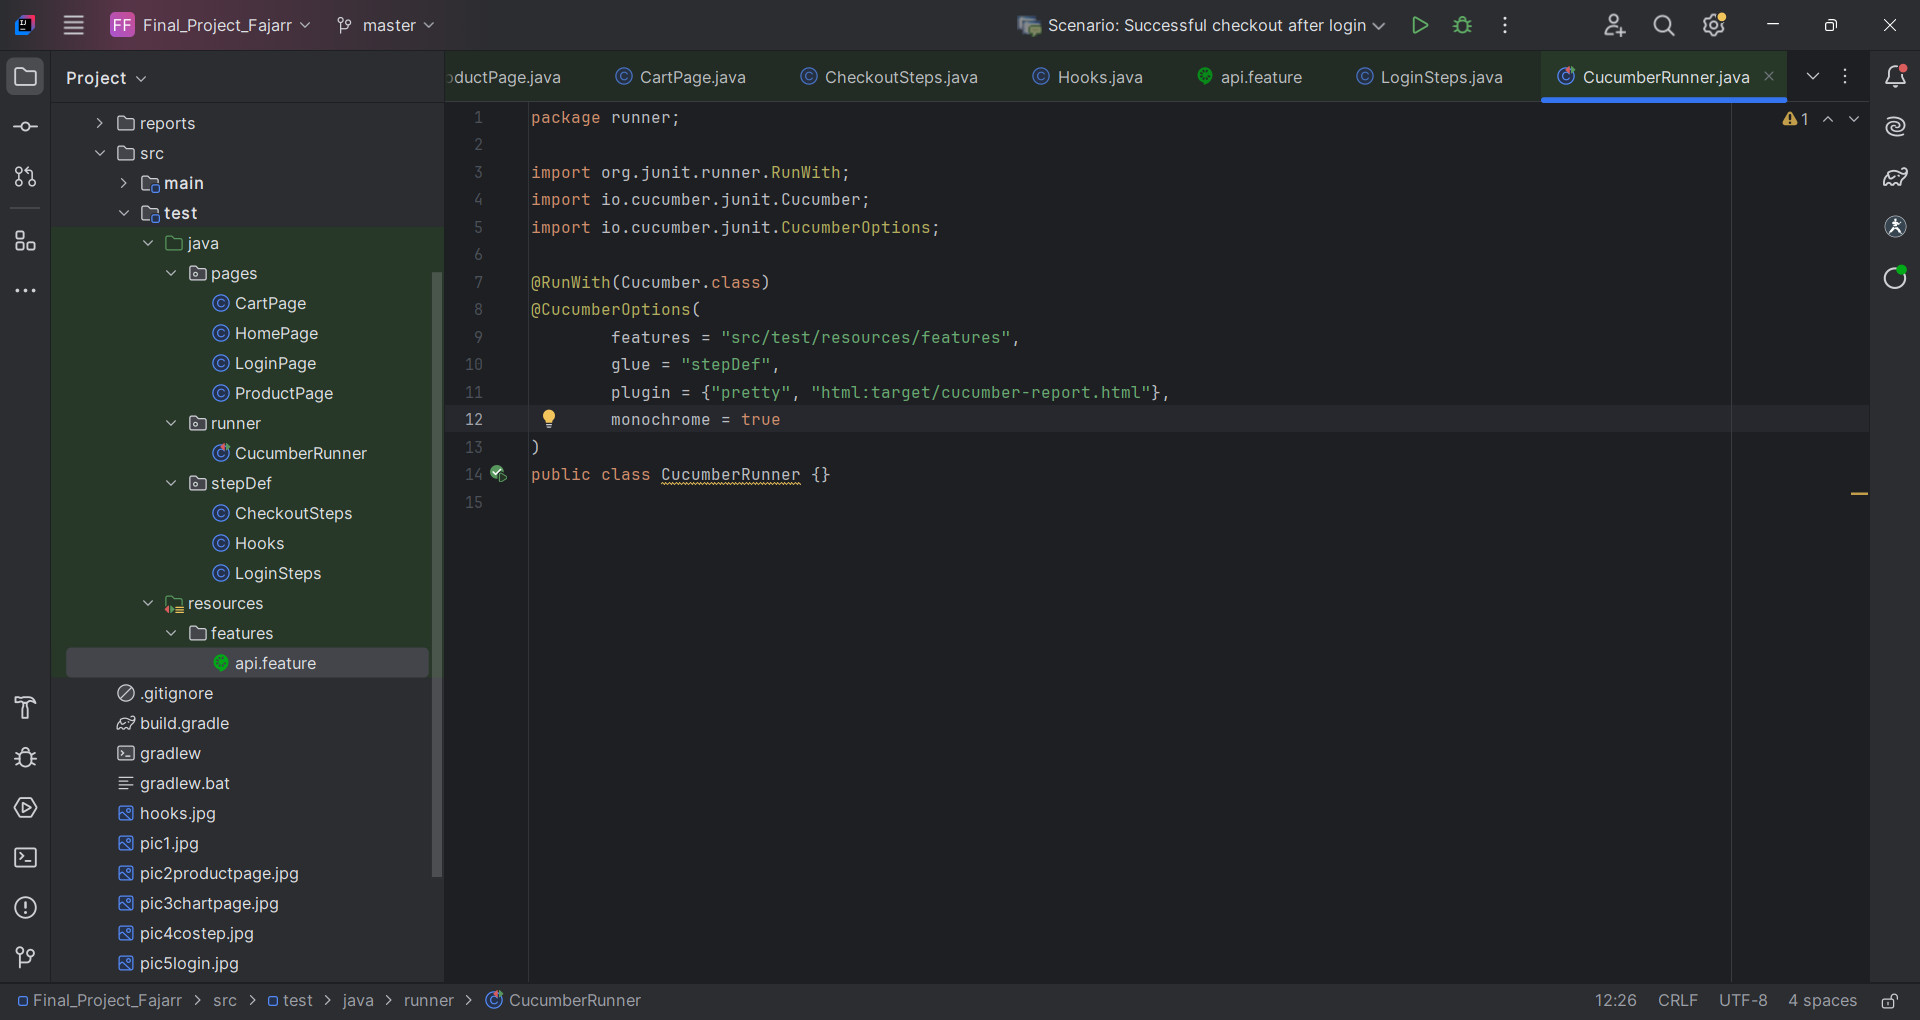 FF Final_Project_Fajarr master Scenario: Successful checkout after login
Project
ductPage.java CartPage.java CheckoutSteps.java Hooks.java api.feature LoginSteps.java CucumberRunner.java
reports
src
main
test
java
pages
CartPage
HomePage
LoginPage
ProductPage
runner
CucumberRunner
stepDef
CheckoutSteps
Hooks
LoginSteps
resources
features
api.feature
.gitignore
build.gradle
gradlew
gradlew.bat
hooks.jpg
pic1.jpg
pic2productpage.jpg
pic3chartpage.jpg
pic4costep.jpg
pic5login.jpg
1 package runner;
2
3 import org.junit.runner.RunWith;
4 import io.cucumber.junit.Cucumber;
5 import io.cucumber.junit.CucumberOptions;
6
7 @RunWith(Cucumber.class)
8 @CucumberOptions(
9 features = "src/test/resources/features",
10 glue = "stepDef",
11 plugin = {"pretty", "html:target/cucumber-report.html"},
12 monochrome = true
13 )
14 public class CucumberRunner {}
15
1
Final_Project_Fajarr > src > test > java > runner > CucumberRunner 12:26 CRLF UTF-8 4 spaces